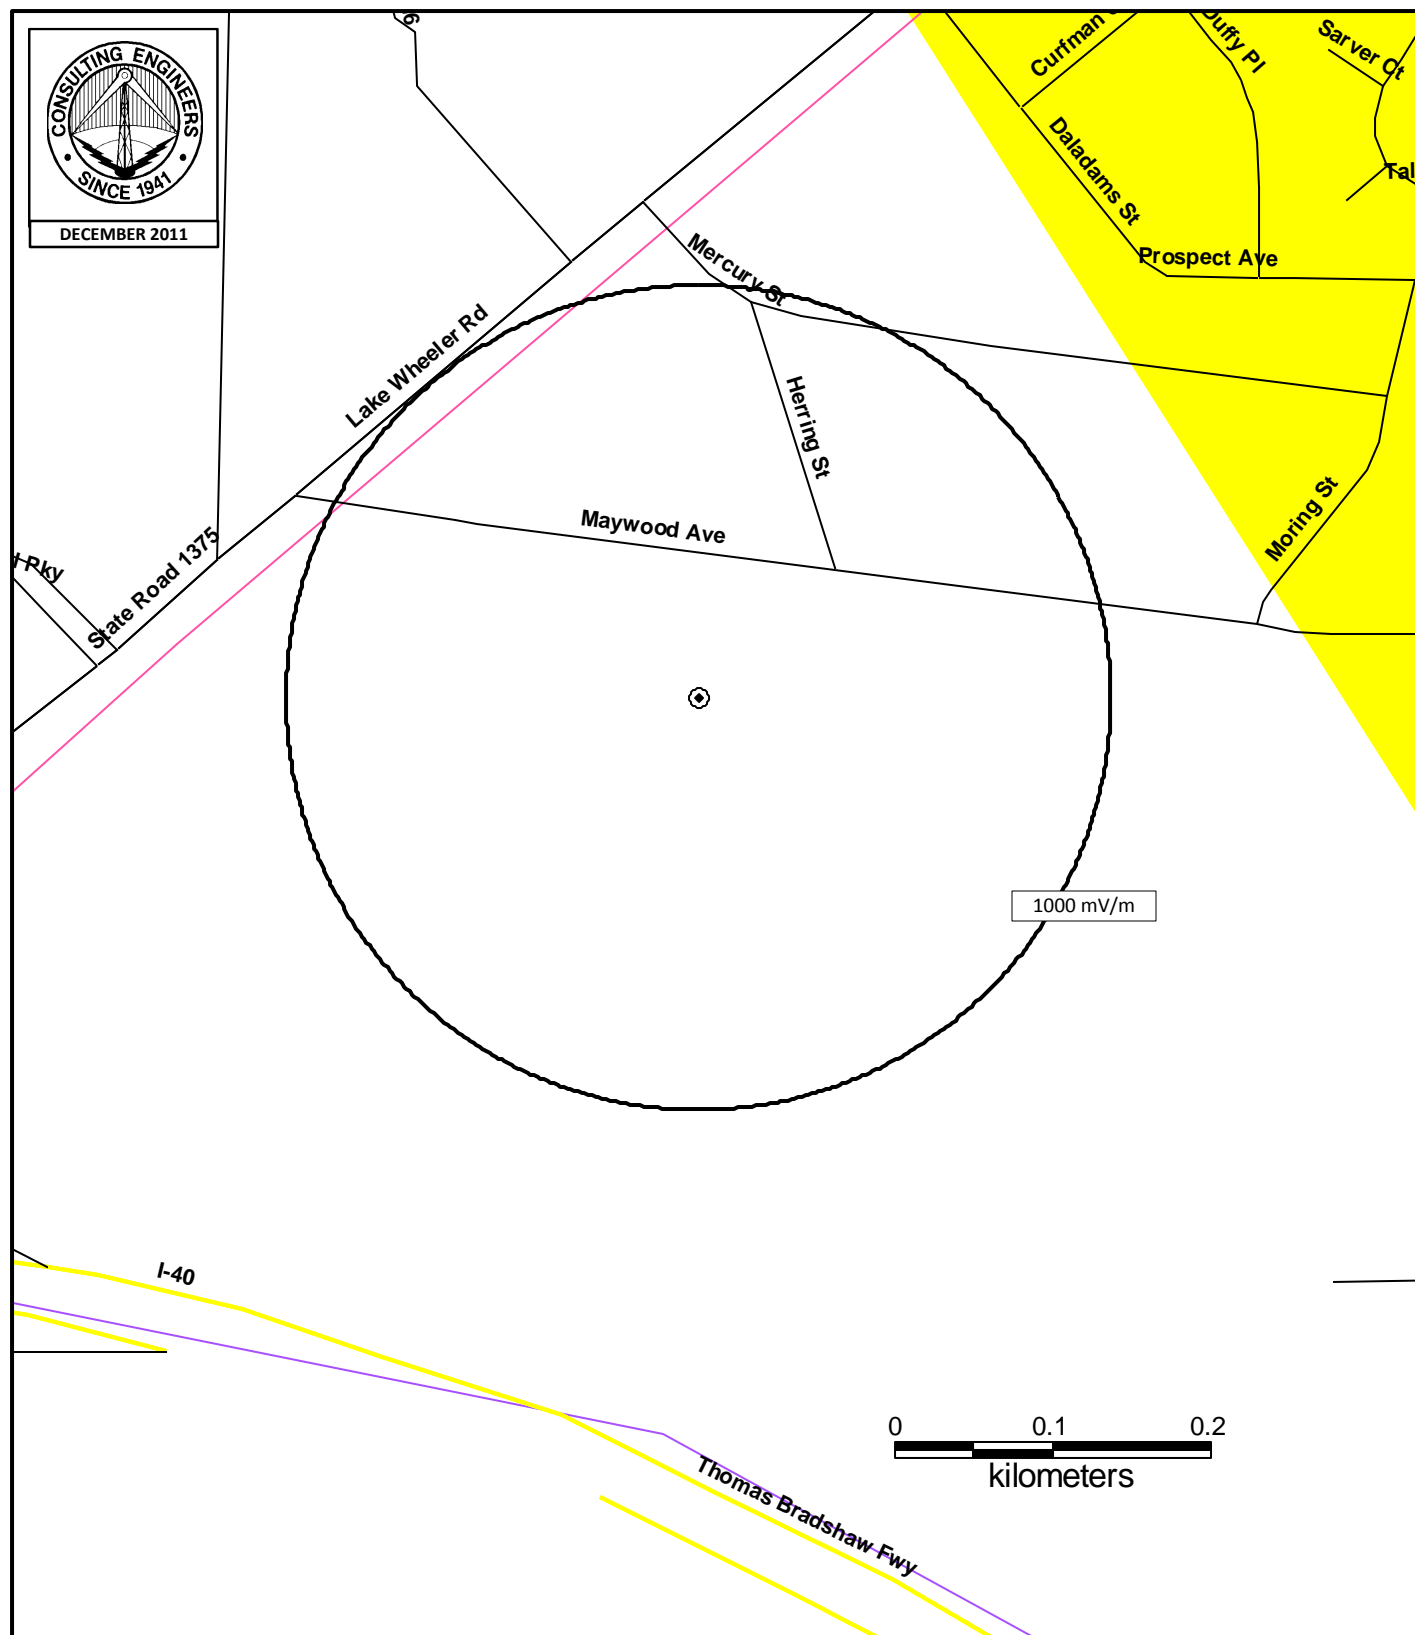 CONSULTING ENGINEERS
SINCE 1941
DECEMBER 2011
Curfman
Duffy Pl
Sarver Ct
Daladams St
Prospect Ave
Mercury St
Lake Wheeler Rd
Herring St
Maywood Ave
Moring St
State Road 1375
Pky
1000 mV/m
I-40
0 0.1 0.2
kilometers
Thomas Bradshaw Fwy